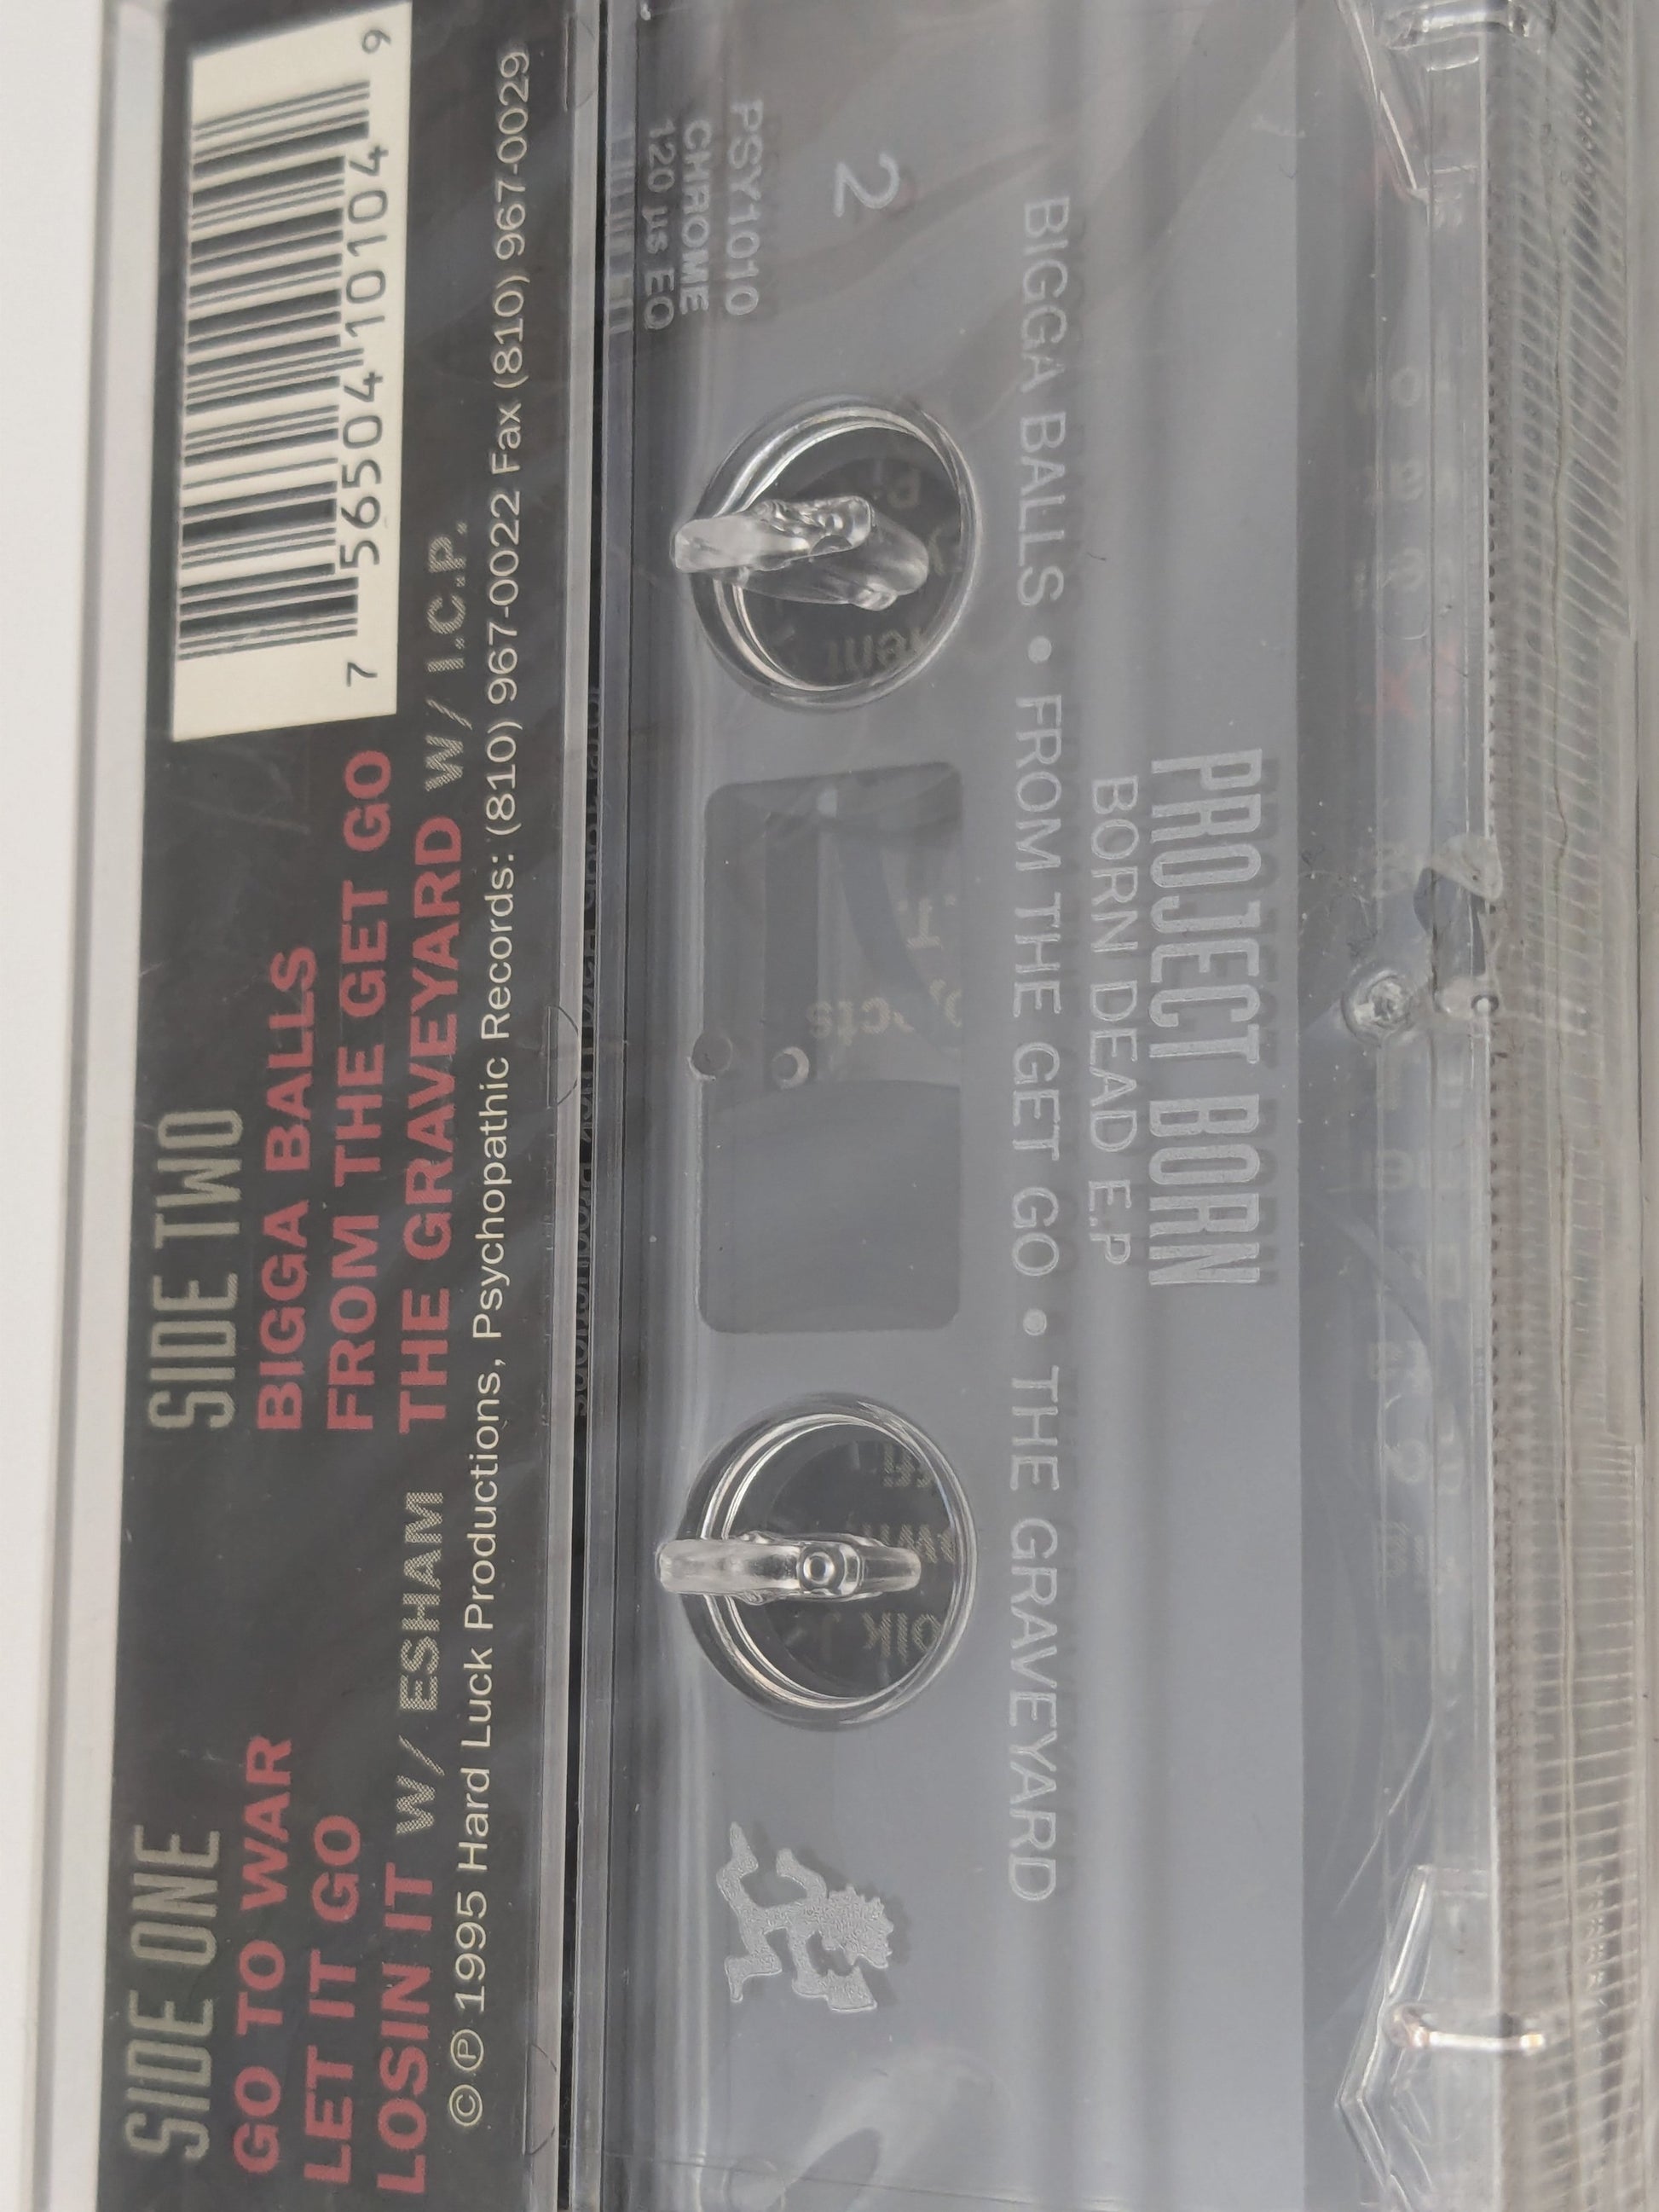 SIDE ONE
GO TO WAR
LET IT GO
LOSIN IT W/ ESHAM
SIDE TWO
BIGGA BALLS
FROM THE GET GO
THE GRAVEYARD W/ I.C.P.
7 56504 10104 9
©℗ 1995 Hard Luck Productions, Psychopathic Records: (810) 967-0022 Fax (810) 967-0029
PROJECT BORN
BORN DEAD E.P
BIGGA BALLS • FROM THE GET GO • THE GRAVEYARD
2
PSY1010
CHROME
120 µs EQ